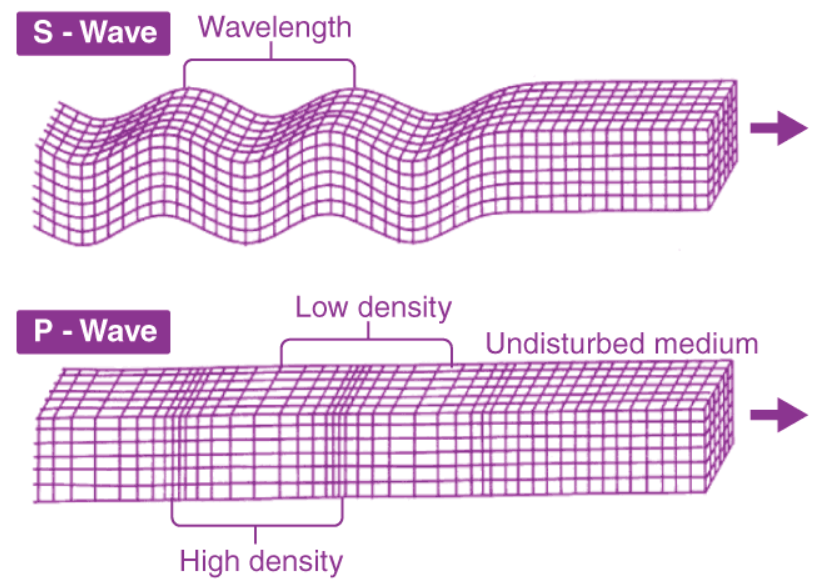 S - Wave
Wavelength
Low density
P - Wave
Undisturbed medium
High density